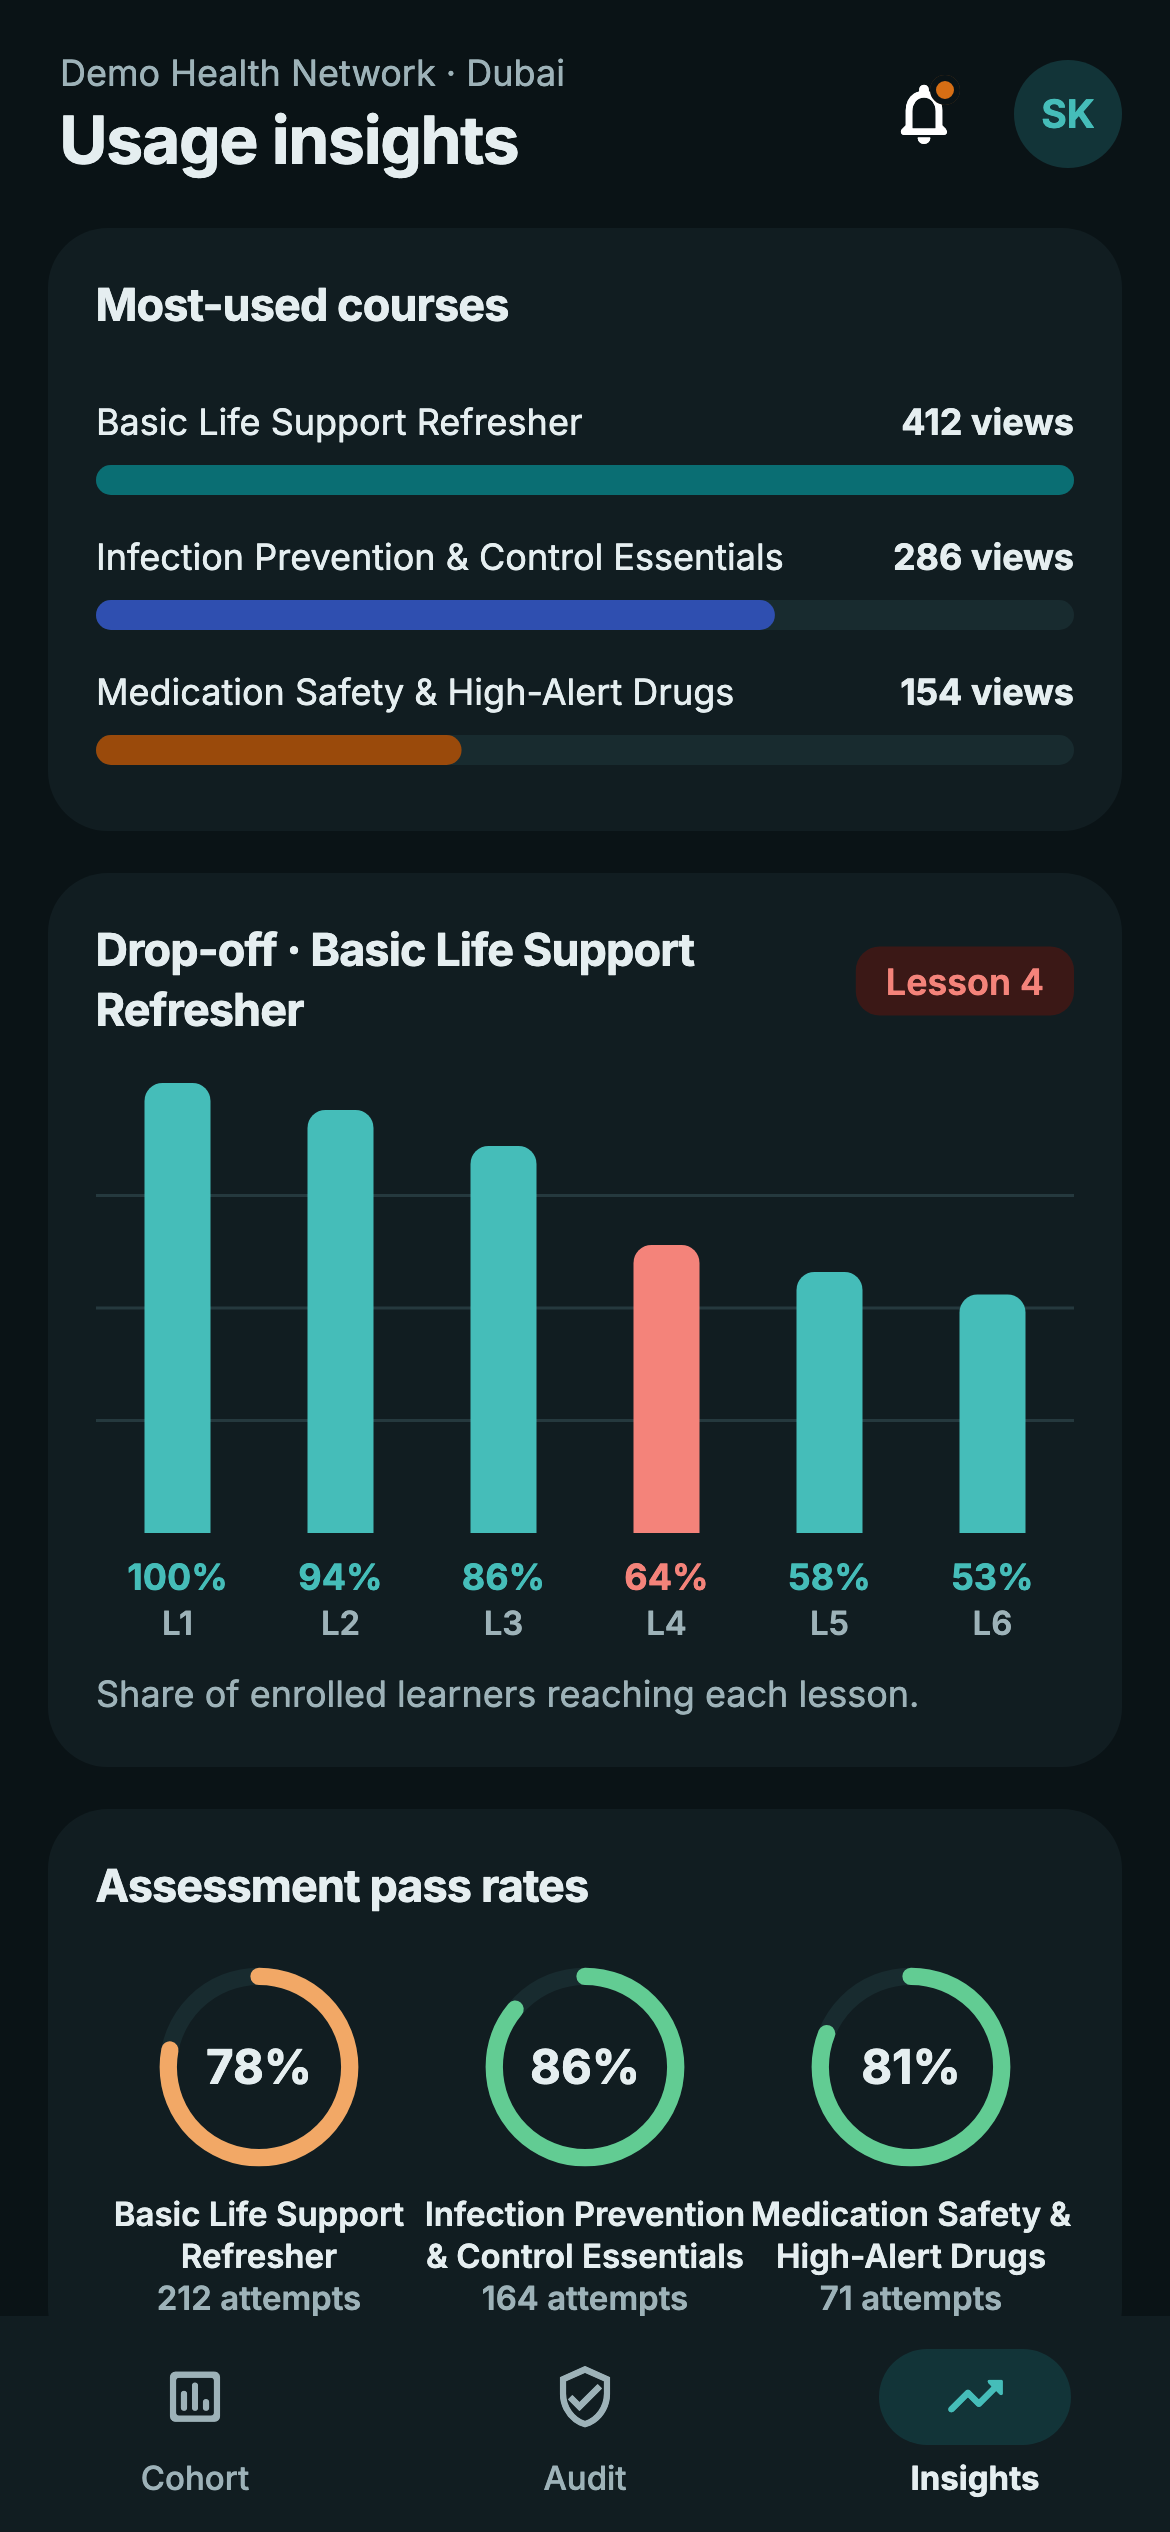 Demo Health Network · Dubai
Usage insights
SK
Most-used courses
Basic Life Support Refresher 412 views
Infection Prevention & Control Essentials 286 views
Medication Safety & High-Alert Drugs 154 views
Drop-off · Basic Life Support
Refresher
Lesson 4
100% 94% 86% 64% 58% 53%
L1 L2 L3 L4 L5 L6
Share of enrolled learners reaching each lesson.
Assessment pass rates
78% 86% 81%
Basic Life Support Infection Prevention Medication Safety &
Refresher & Control Essentials High-Alert Drugs
212 attempts 164 attempts 71 attempts
Cohort Audit Insights